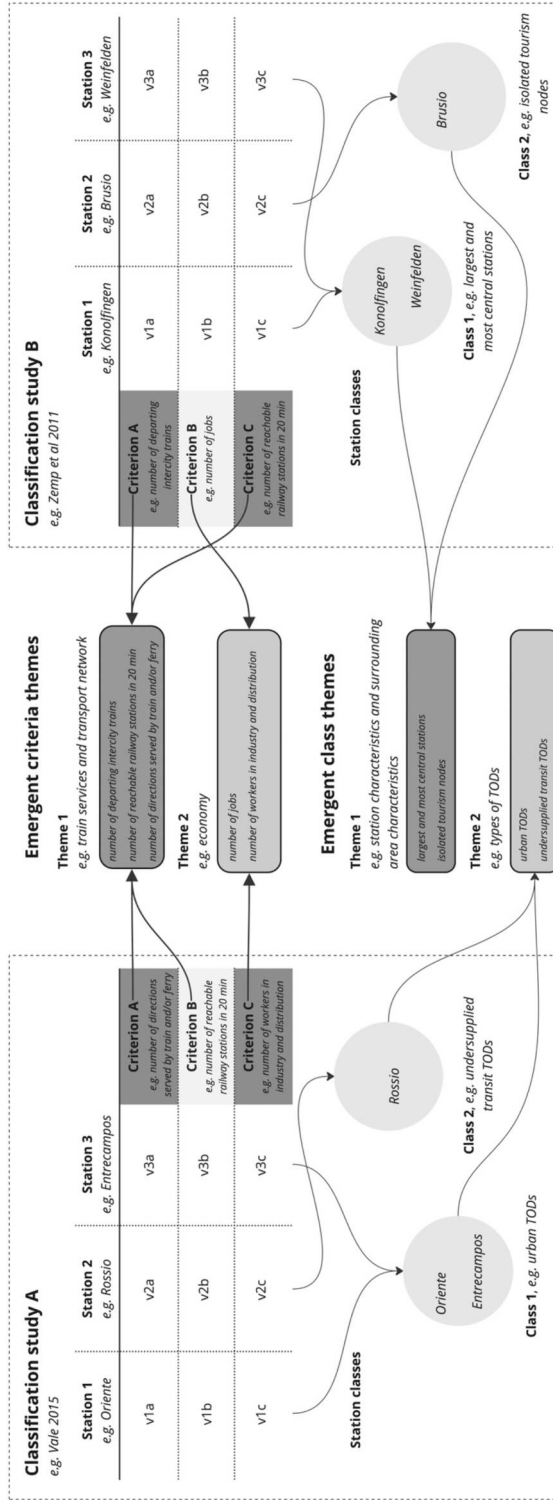 Classification study A
e.g. Vale 2015
Station 1
e.g. Oriente
Station 2
e.g. Rossio
Station 3
e.g. Entrecampos
v1a
v2a
v3a
Criterion A
e.g. number of directions
served by train and/or ferry
v1b
v2b
v3b
Criterion B
e.g. number of reachable
railway stations in 20 min
v1c
v2c
v3c
Criterion C
e.g. number of workers in
industry and distribution
Station classes
Oriente
Entrecampos
Class 1, e.g. urban TODs
Rossio
Class 2, e.g. undersupplied
transit TODs
Emergent criteria themes
Theme 1
e.g. train services and transport network
number of departing intercity trains
number of reachable railway stations in 20 min
number of directions served by train and/or ferry
Theme 2
e.g. economy
number of jobs
number of workers in industry and distribution
Emergent class themes
Theme 1
e.g. station characteristics and surrounding
area characteristics
largest and most central stations
isolated tourism nodes
Theme 2
e.g. types of TODs
urban TODs
undersupplied transit TODs
Classification study B
e.g. Zemp et al 2011
Station 1
e.g. Konolfingen
Station 2
e.g. Brusio
Station 3
e.g. Weinfelden
Criterion A
e.g. number of departing
intercity trains
v1a
v2a
v3a
Criterion B
e.g. number of jobs
v1b
v2b
v3b
Criterion C
e.g. number of reachable
railway stations in 20 min
v1c
v2c
v3c
Station classes
Konolfingen
Weinfelden
Class 1, e.g. largest and
most central stations
Brusio
Class 2, e.g. isolated tourism
nodes